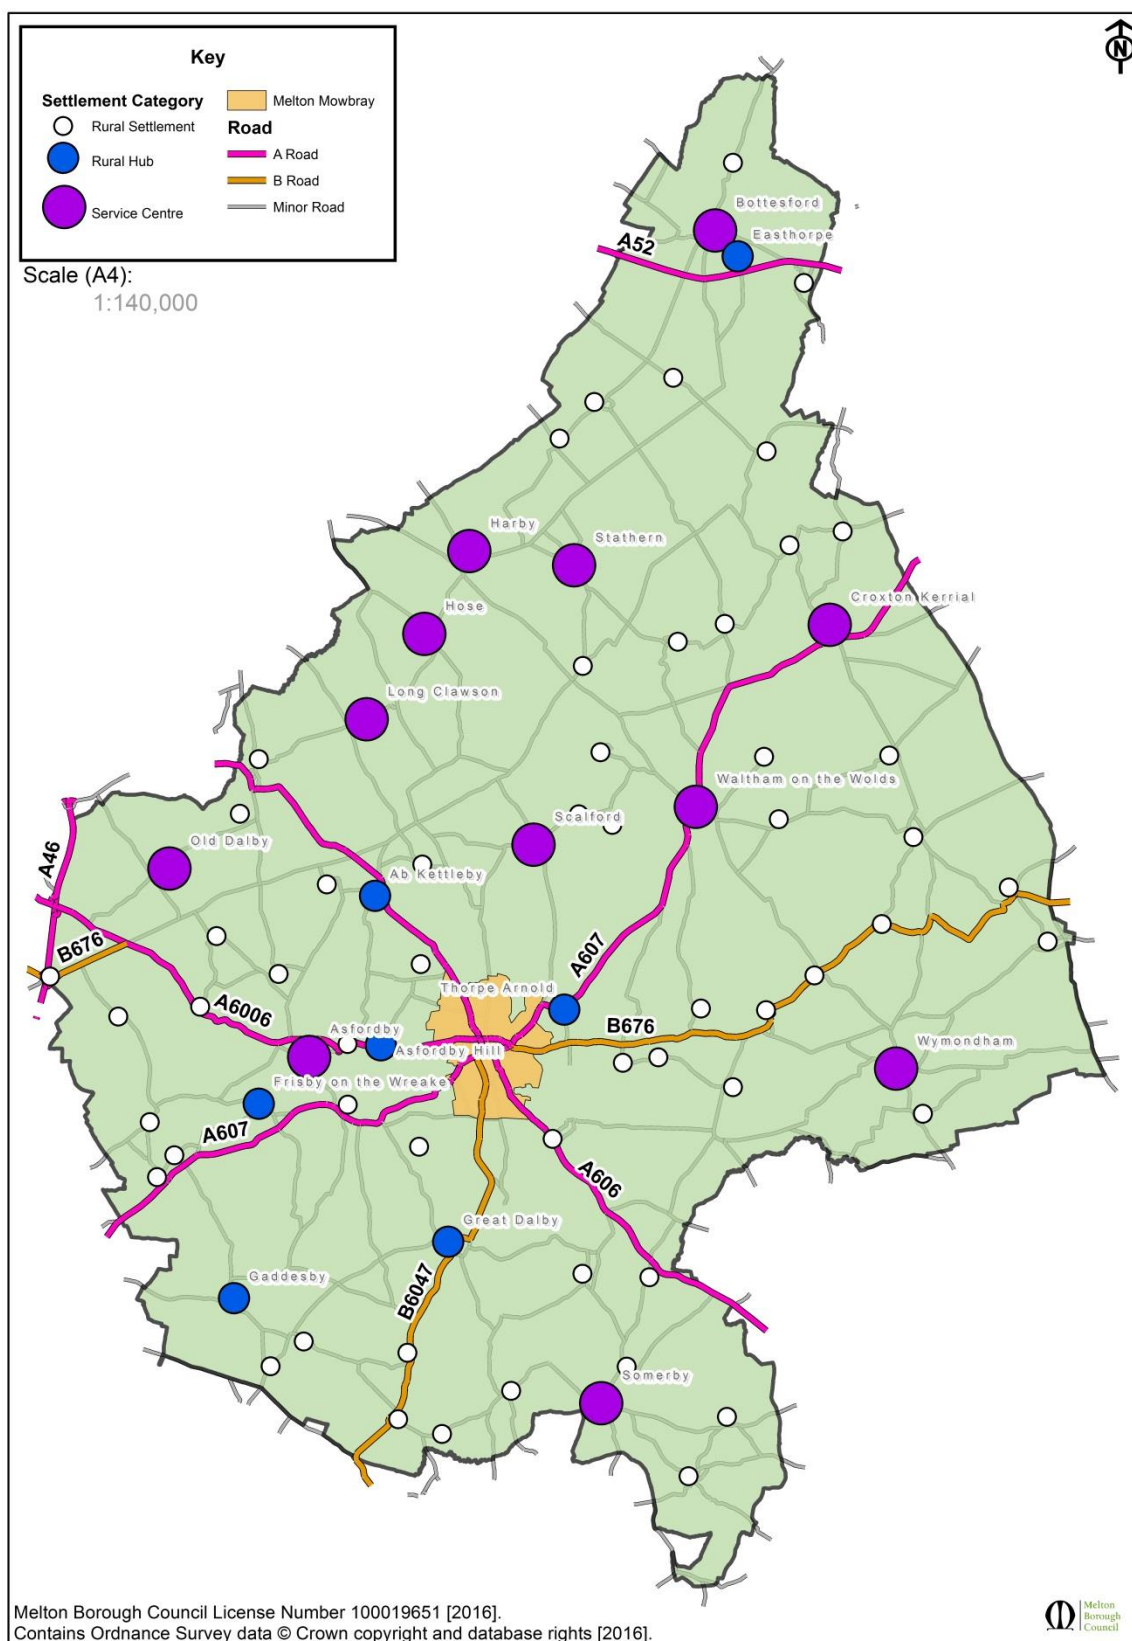 Key
Settlement Category
Rural Settlement
Rural Hub
Service Centre
Melton Mowbray
Road
A Road
B Road
Minor Road
N
Scale (A4):
1:140,000
Bottesford
Easthorpe
A52
Harby
Stathern
Hose
Croxton Kerrial
Long Clawson
Waltham on the Wolds
Scalford
Old Dalby
A46
Ab Kettleby
B676
A607
Thorpe Arnold
A6006
Asfordby
B676
Asfordby Hill
Wymondham
Frisby on the Wreake
A607
A606
Great Dalby
Gaddesby
B6047
Somerby
Melton Borough Council License Number 100019651 [2016].
Contains Ordnance Survey data © Crown copyright and database rights [2016].
Melton
Borough
Council